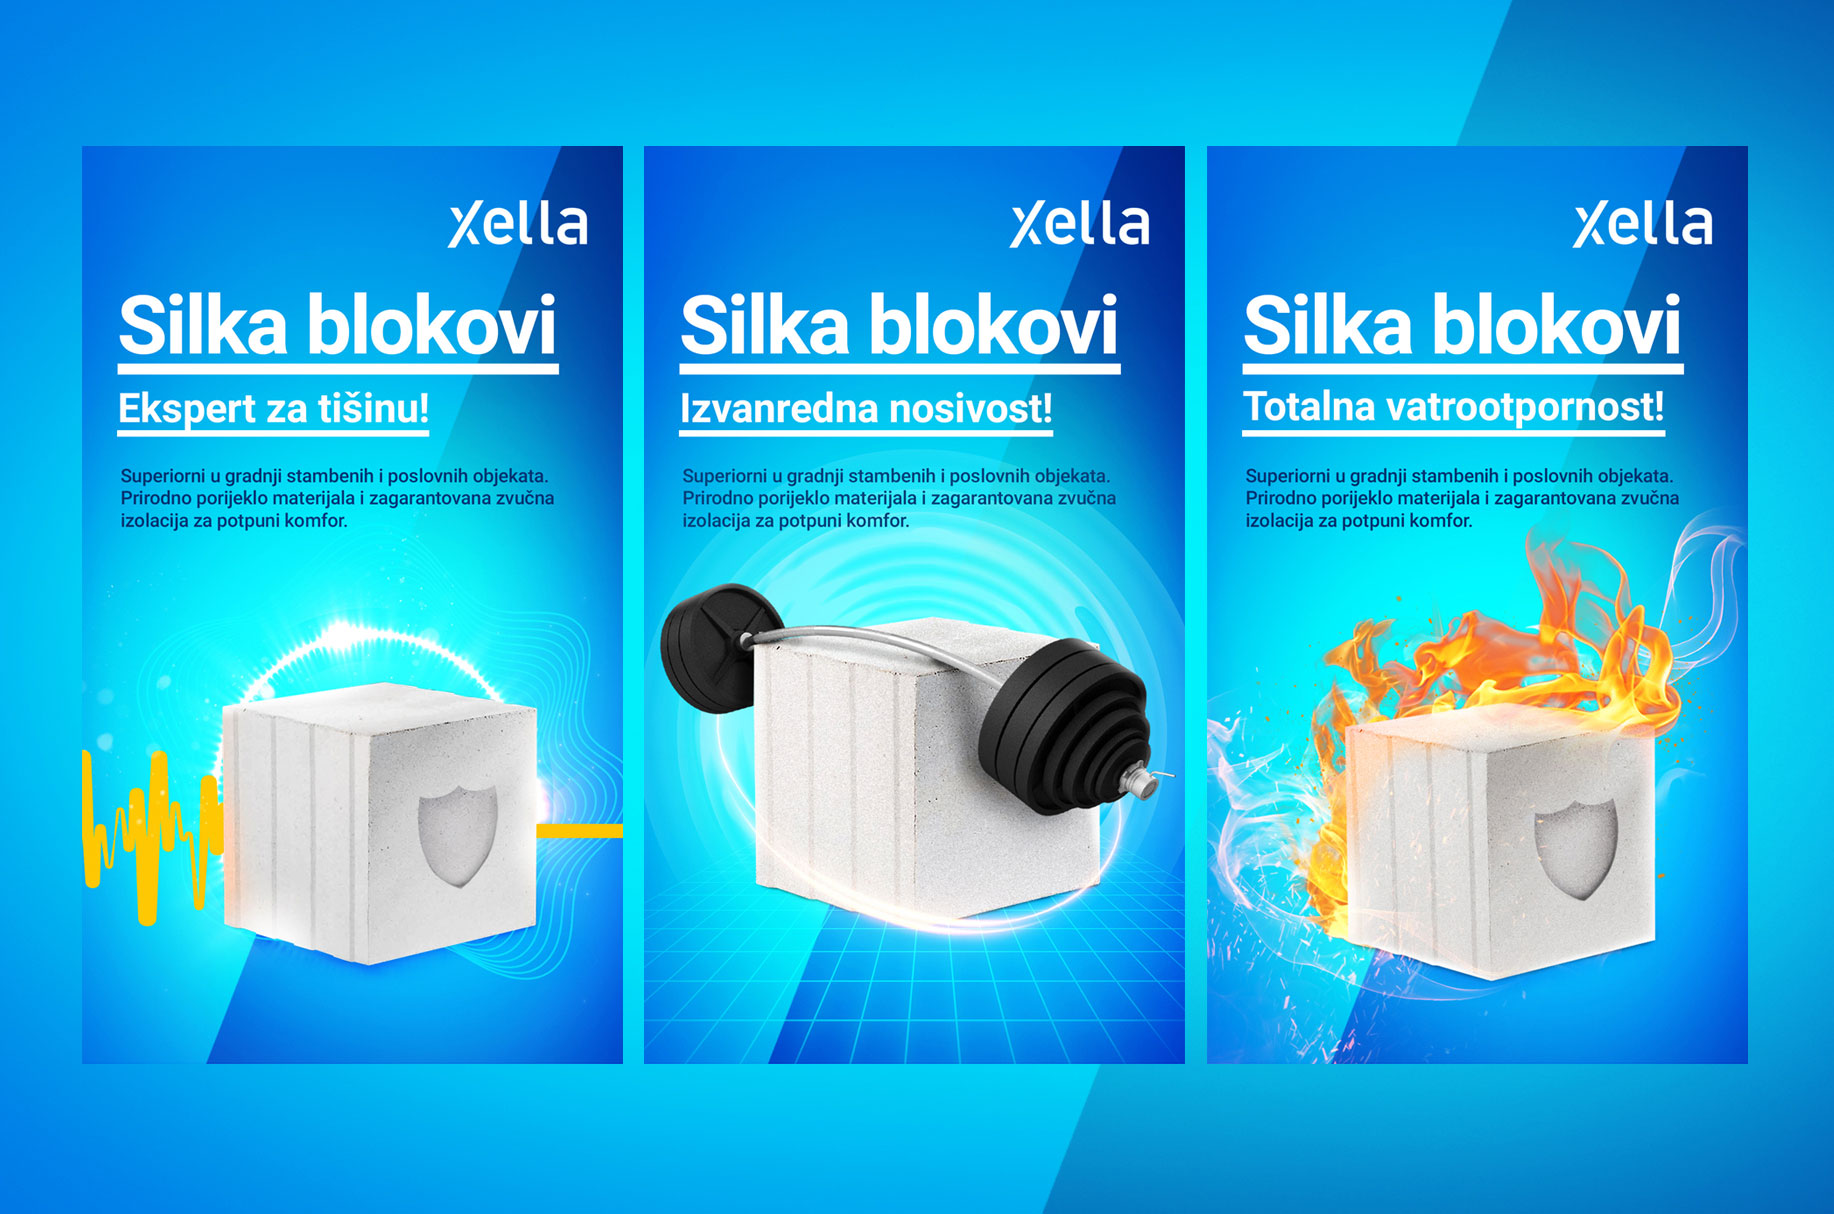 Xella
Silka blokovi
Ekspert za tišinu!
Superiorni u gradnji stambenih i poslovnih objekata.
Prirodno porijeklo materijala i zagarantovana zvučna
izolacija za potpuni komfor.
Xella
Silka blokovi
Izvanredna nosivost!
Superiorni u gradnji stambenih i poslovnih objekata.
Prirodno porijeklo materijala i zagarantovana zvučna
izolacija za potpuni komfor.
Xella
Silka blokovi
Totalna vatrootpornost!
Superiorni u gradnji stambenih i poslovnih objekata.
Prirodno porijeklo materijala i zagarantovana zvučna
izolacija za potpuni komfor.